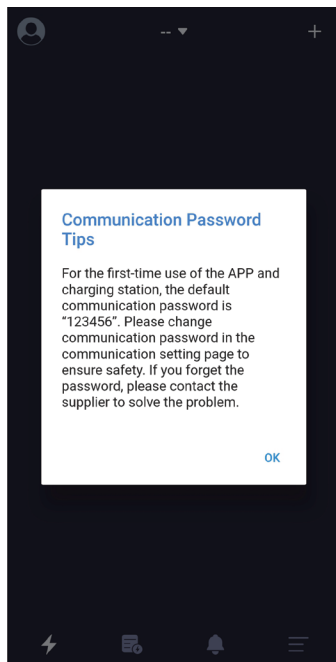 -- ▼
Communication Password
Tips
For the first-time use of the APP and
charging station, the default
communication password is
“123456”. Please change
communication password in the
communication setting page to
ensure safety. If you forget the
password, please contact the
supplier to solve the problem.
OK